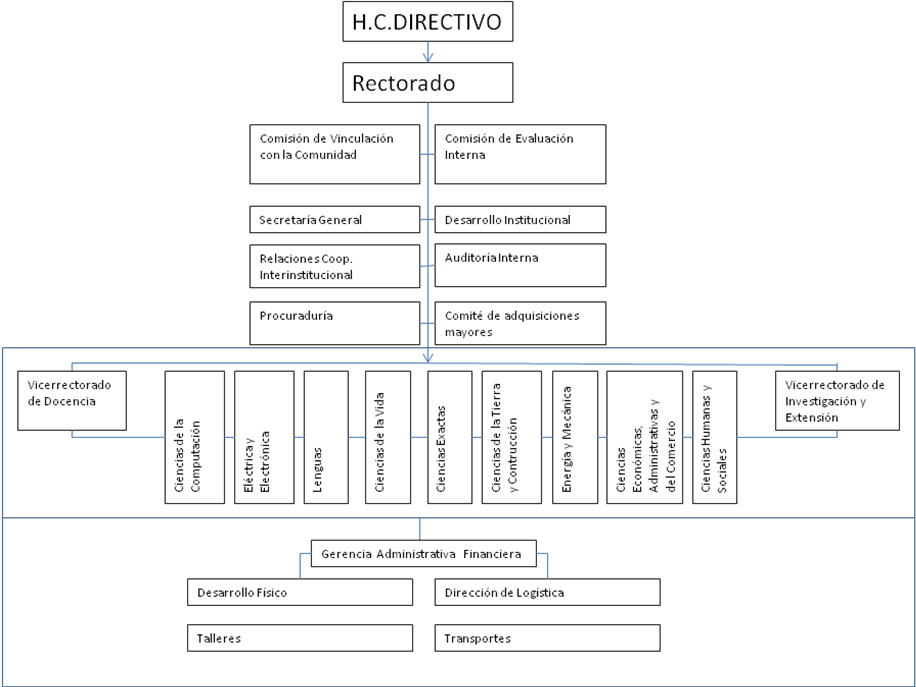 H.C.DIRECTIVO
Rectorado
Comisión de Vinculación
con la Comunidad
Comisión de Evaluación
Interna
Secretaría General
Desarrollo Institucional
Relaciones Coop.
Interinstitucional
Auditoría Interna
Procuraduría
Comité de adquisiciones
mayores
Vicerrectorado
de Docencia
Ciencias de la
Computación
Eléctrica y
Electrónica
Lenguas
Ciencias de la Vida
Ciencias Exactas
Ciencias de la Tierra
y Contrucción
Energía y Mecánica
Ciencias
Económicas,
Administrativas y
del Comercio
Ciencias Humanas y
Sociales
Vicerrectorado de
Investigación y
Extensión
Gerencia Administrativa Financiera
Desarrollo Físico
Dirección de Logística
Talleres
Transportes